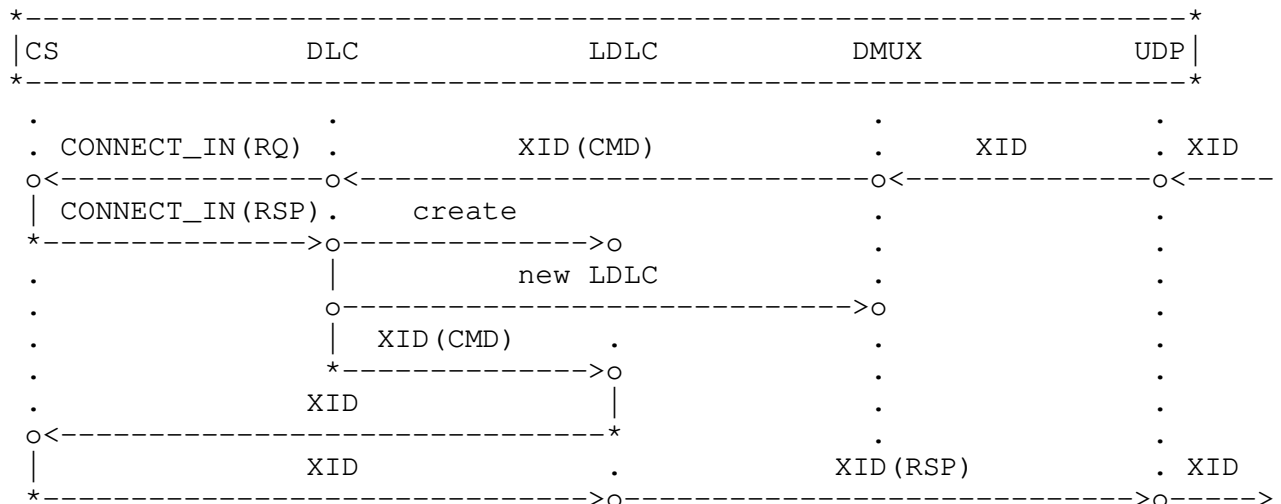 CS DLC LDLC DMUX UDP
CONNECT_IN(RQ) XID(CMD) XID XID
CONNECT_IN(RSP) create
new LDLC
XID(CMD)
XID
XID XID(RSP) XID